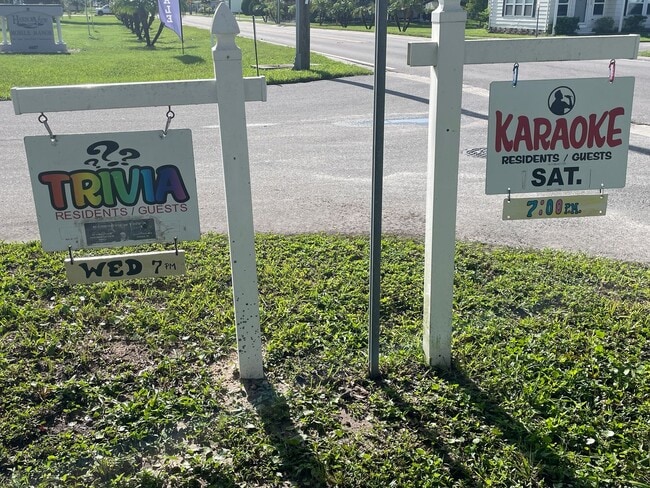 ???
TRIVIA
RESIDENTS / GUESTS
WED 7PM
KARAOKE
RESIDENTS / GUESTS
SAT.
7:00 P.M.